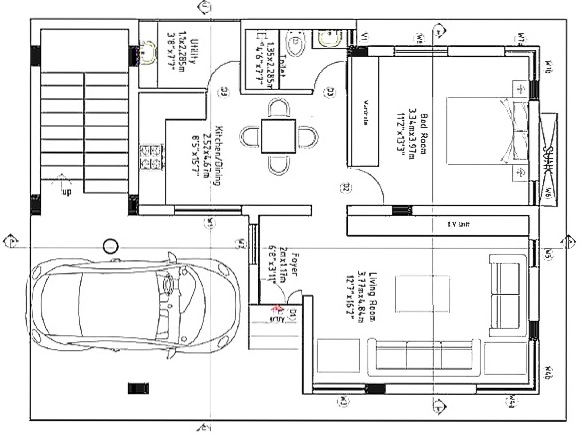 W4a
W3
W4b
Living Room
3.77mx4.84m
12'7"x16'2"
D1
entry
Foyer
2mx1.17m
6'8"x3'11"
W5
W2
T.V Unit
W1
W6
D2
dn
Bed Room
3.34mx3.97m
11'2"x13'3"
Wardrobe
Kitchen/Dining
2.52x4.67m
8'5"x15'7"
D3
D3
Toilet
1.35x2.285m
4'6"x7'7"
Utility
1.1x2.285m
3'8"x7'7"
W7b
W7a
W8
V1